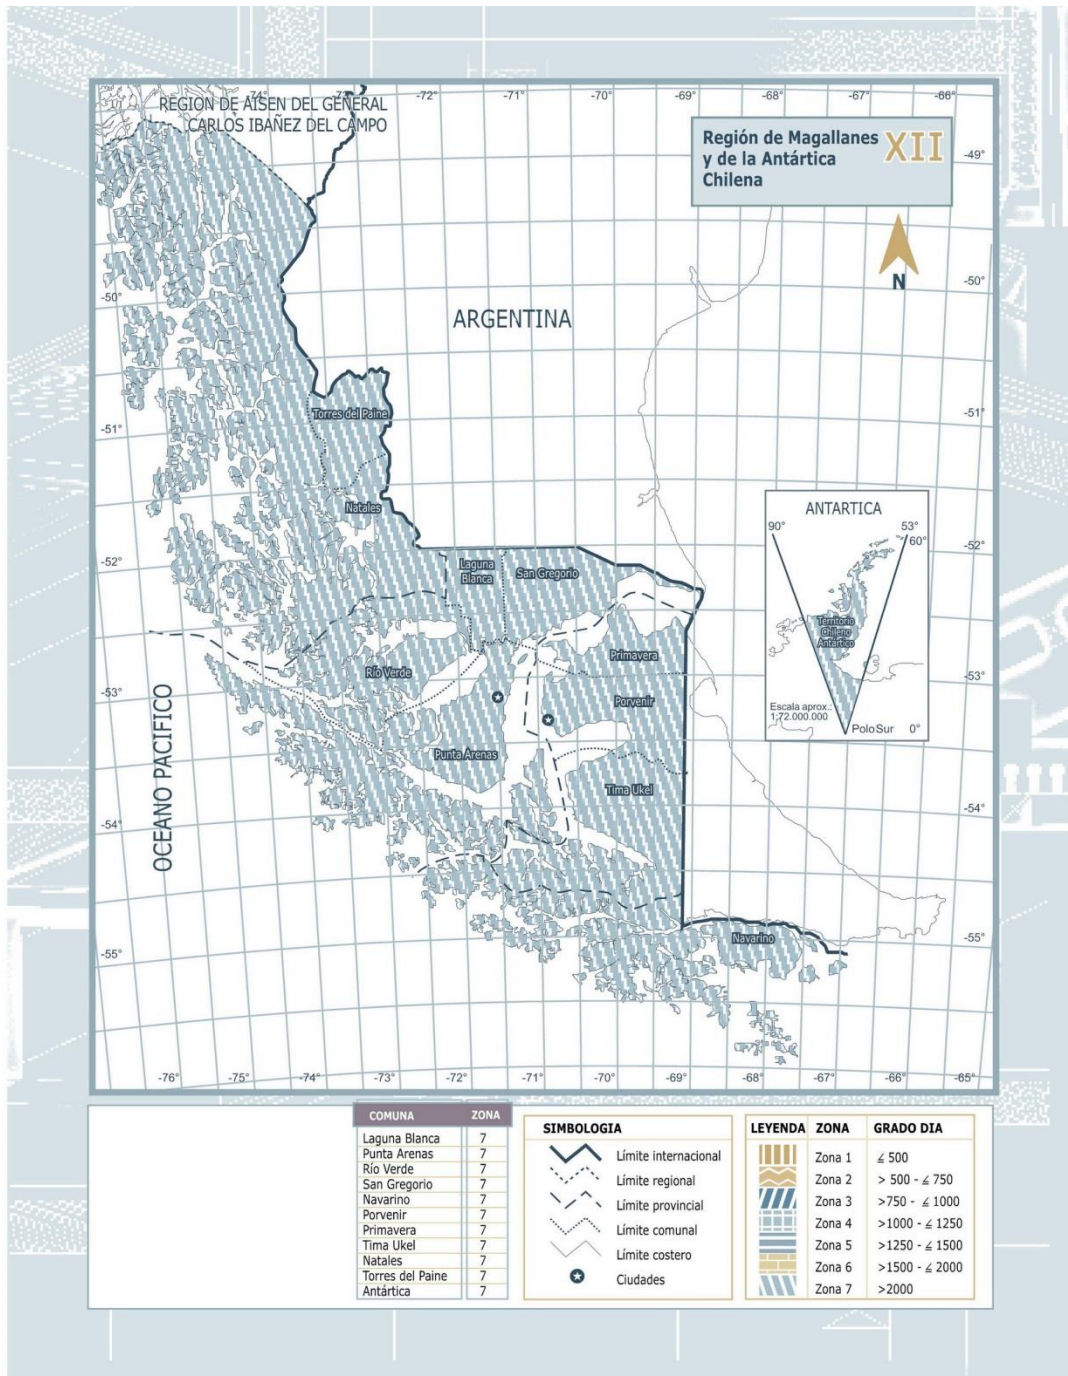 REGION DE AISEN DEL GENERAL
CARLOS IBAÑEZ DEL CAMPO
-73°
-72°
-71°
-70°
-69°
-68°
-67°
-66°
Región de Magallanes
y de la Antártica
Chilena
XII
-49°
N
-50°
-50°
ARGENTINA
-51°
-51°
Torres del Paine
Natales
ANTARTICA
90°
53°
60°
Territorio
Chileno
Antártico
Escala aprox.:
1:72.000.000
PoloSur
0°
-52°
-52°
Laguna
Blanca
San Gregorio
Primavera
Río Verde
-53°
-53°
Porvenir
OCEANO PACIFICO
Punta Arenas
Tima Ukel
-54°
-54°
Navarino
-55°
-55°
-76°
-75°
-74°
-73°
-72°
-71°
-70°
-69°
-68°
-67°
-66°
-65°
COMUNA ZONA
Laguna Blanca 7
Punta Arenas 7
Río Verde 7
San Gregorio 7
Navarino 7
Porvenir 7
Primavera 7
Tima Ukel 7
Natales 7
Torres del Paine 7
Antártica 7
SIMBOLOGIA
Límite internacional
Límite regional
Límite provincial
Límite comunal
Límite costero
Ciudades
LEYENDA ZONA GRADO DIA
Zona 1 ≤ 500
Zona 2 > 500 - ≤ 750
Zona 3 >750 - ≤ 1000
Zona 4 >1000 - ≤ 1250
Zona 5 >1250 - ≤ 1500
Zona 6 >1500 - ≤ 2000
Zona 7 >2000